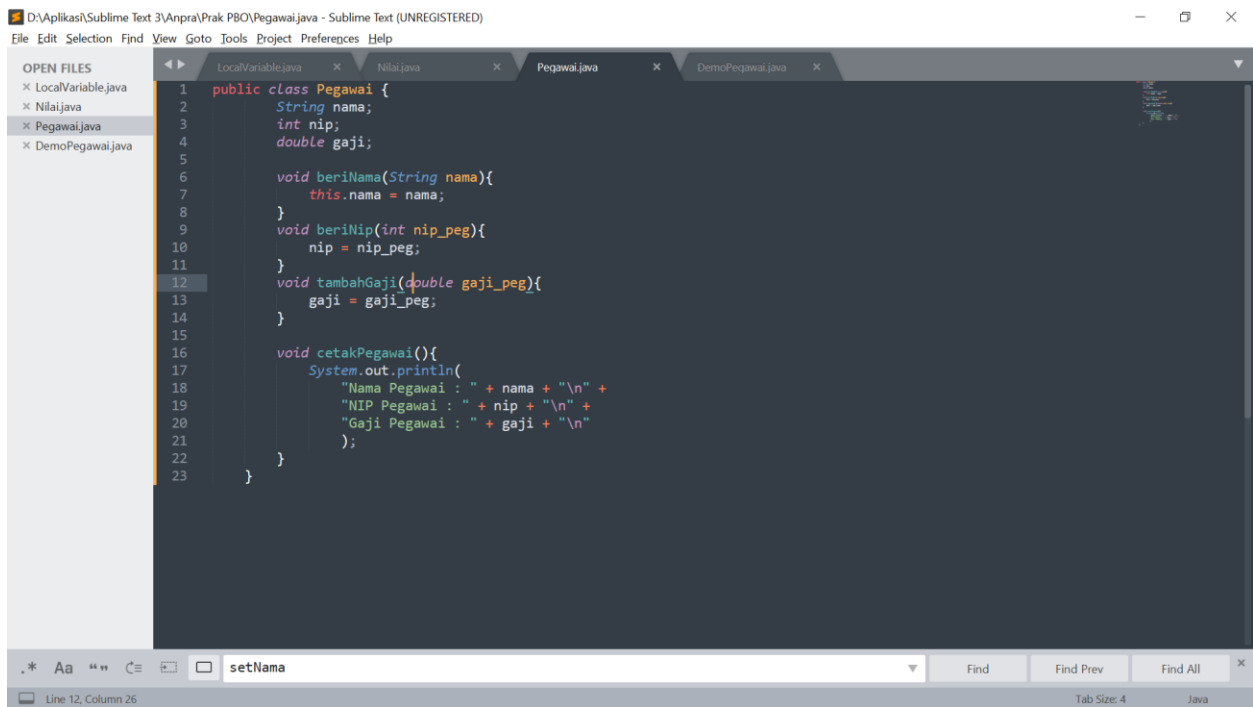 D:\Aplikasi\Sublime Text 3\Anpra\Prak PBO\Pegawai.java - Sublime Text (UNREGISTERED)
File Edit Selection Find View Goto Tools Project Preferences Help
OPEN FILES
LocalVariable.java
Nilai.java
Pegawai.java
DemoPegawai.java
LocalVariable.java Nilai.java Pegawai.java DemoPegawai.java
1 public class Pegawai {
2 String nama;
3 int nip;
4 double gaji;
5
6 void beriNama(String nama){
7 this.nama = nama;
8 }
9 void beriNip(int nip_peg){
10 nip = nip_peg;
11 }
12 void tambahGaji(double gaji_peg){
13 gaji = gaji_peg;
14 }
15
16 void cetakPegawai(){
17 System.out.println(
18 "Nama Pegawai : " + nama + "\n" +
19 "NIP Pegawai : " + nip + "\n" +
20 "Gaji Pegawai : " + gaji + "\n"
21 );
22 }
23 }
.* Aa “” setNama Find Find Prev Find All
Line 12, Column 26 Tab Size: 4 Java